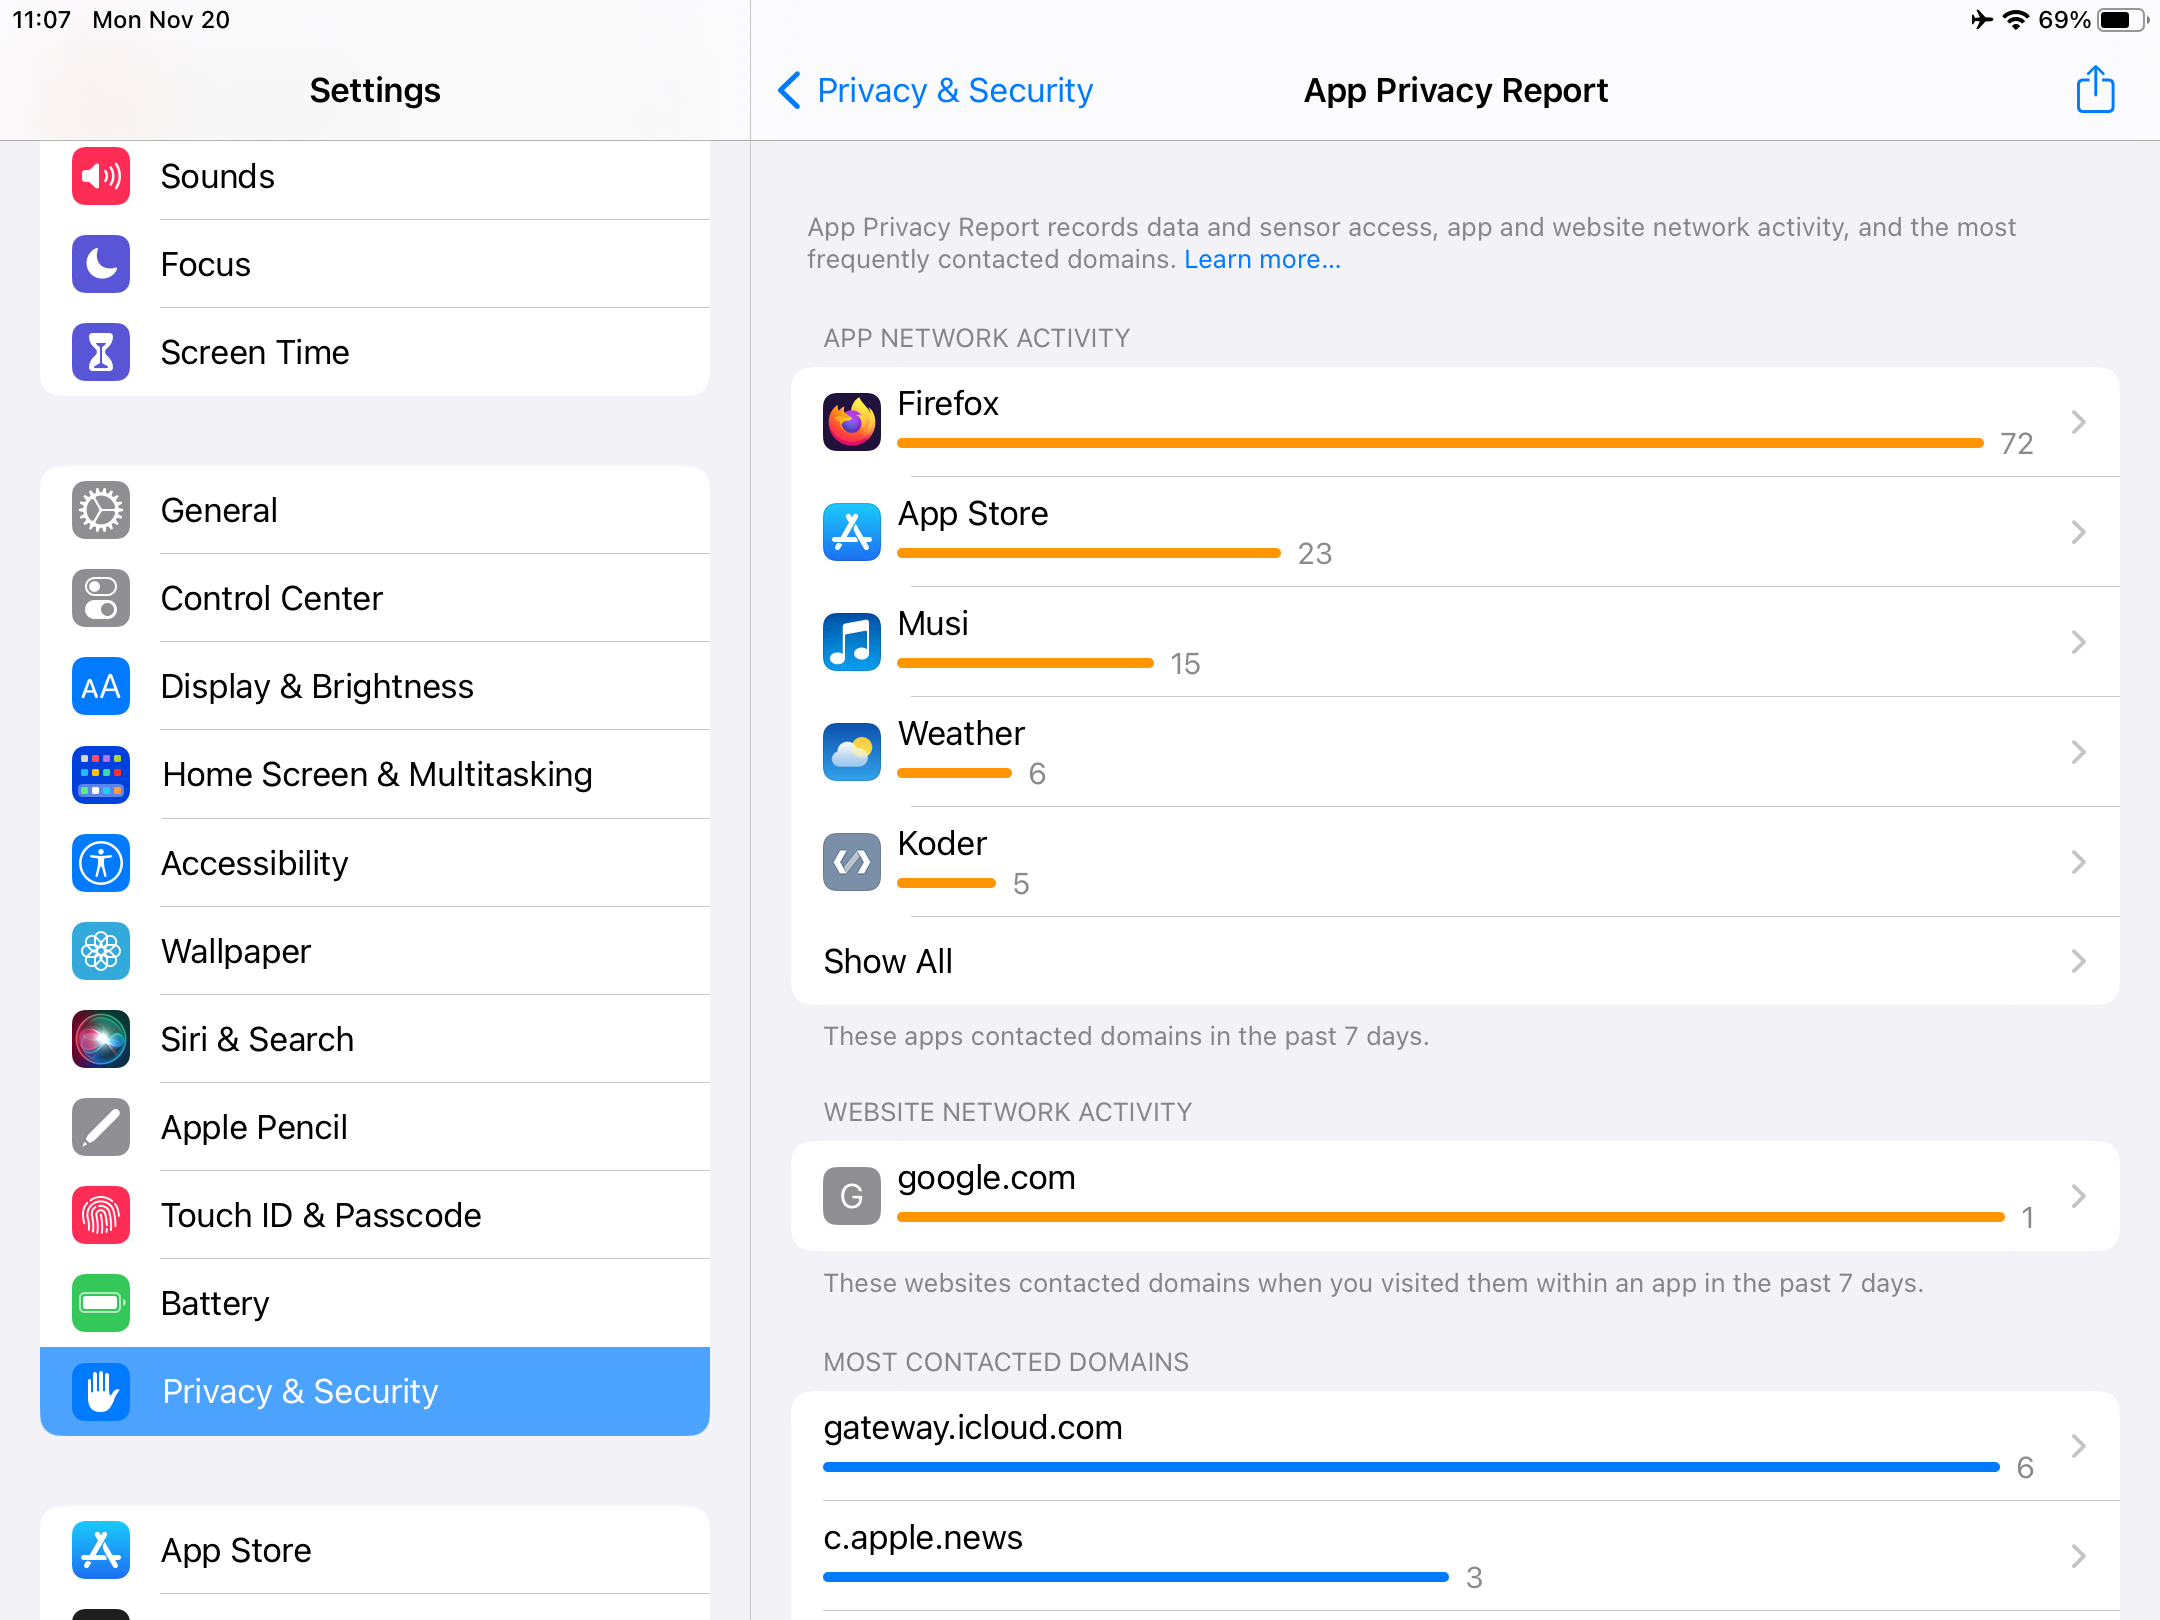 11:07 Mon Nov 20
69%
Settings
Sounds
Focus
Screen Time
General
Control Center
AA
Display & Brightness
Home Screen & Multitasking
Accessibility
Wallpaper
Siri & Search
Apple Pencil
Touch ID & Passcode
Battery
Privacy & Security
App Store
Privacy & Security
App Privacy Report
App Privacy Report records data and sensor access, app and website network activity, and the most
frequently contacted domains. Learn more...
APP NETWORK ACTIVITY
Firefox
72
App Store
23
Musi
15
Weather
6
Koder
5
Show All
These apps contacted domains in the past 7 days.
WEBSITE NETWORK ACTIVITY
G
google.com
1
These websites contacted domains when you visited them within an app in the past 7 days.
MOST CONTACTED DOMAINS
gateway.icloud.com
6
c.apple.news
3